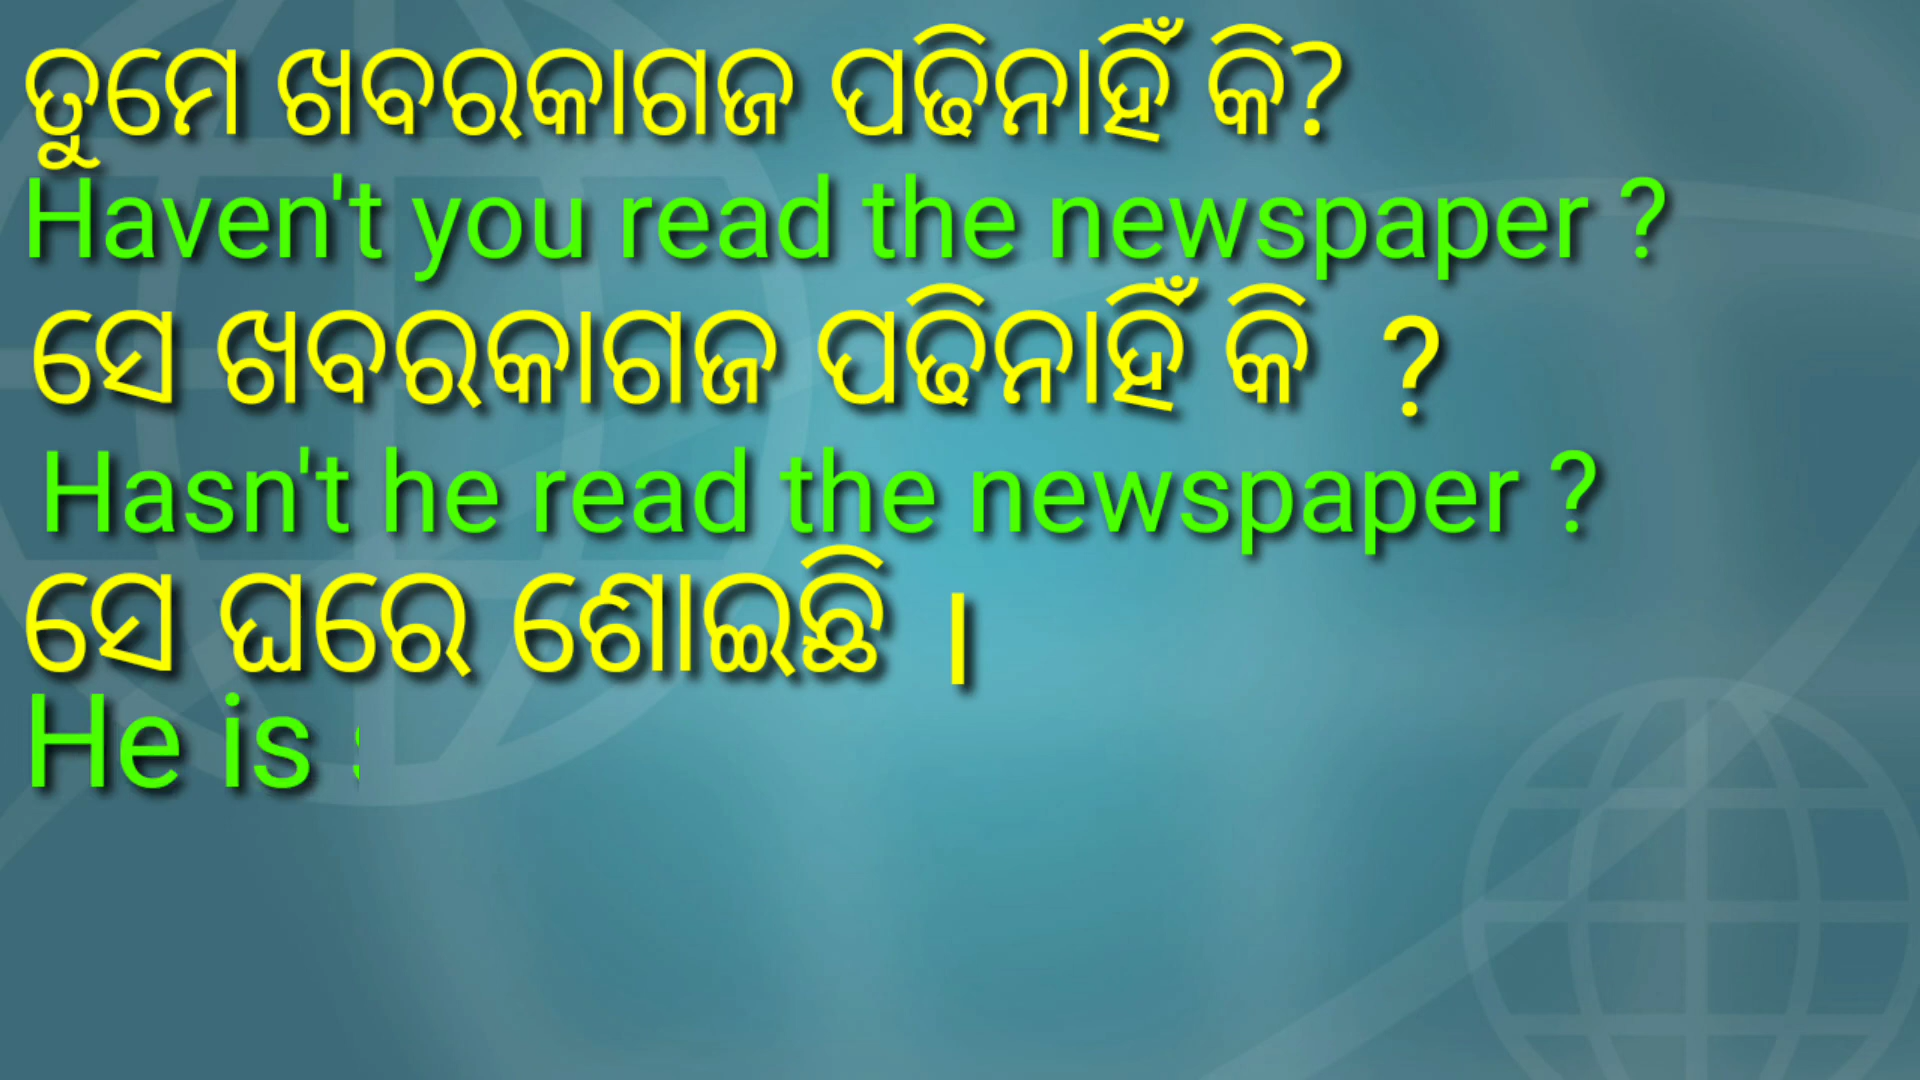 ତୁମେ ଖବରକାଗଜ ପଢିନାହିଁ କି?
Haven't you read the newspaper ?
ସେ ଖବରକାଗଜ ପଢିନାହିଁ କି ?
Hasn't he read the newspaper ?
ସେ ଘରେ ଶୋଇଛି ।
He is